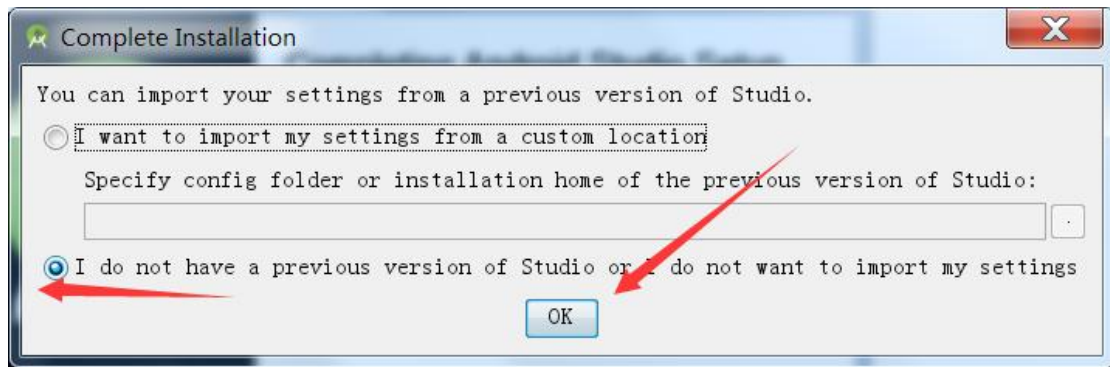 Complete Installation
You can import your settings from a previous version of Studio.
I want to import my settings from a custom location
Specify config folder or installation home of the previous version of Studio:
.
I do not have a previous version of Studio or I do not want to import my settings
OK